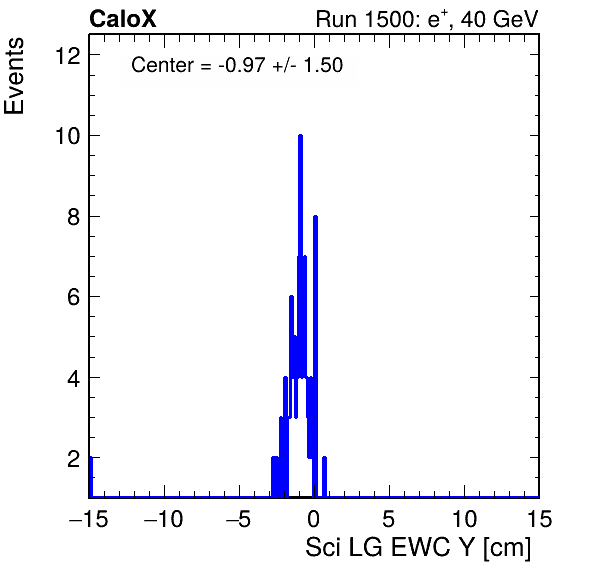 CaloX Run 1500: e⁺, 40 GeV
Events
Center = -0.97 +/- 1.50
12
10
8
6
4
2
−15 −10 −5 0 5 10 15
Sci LG EWC Y [cm]